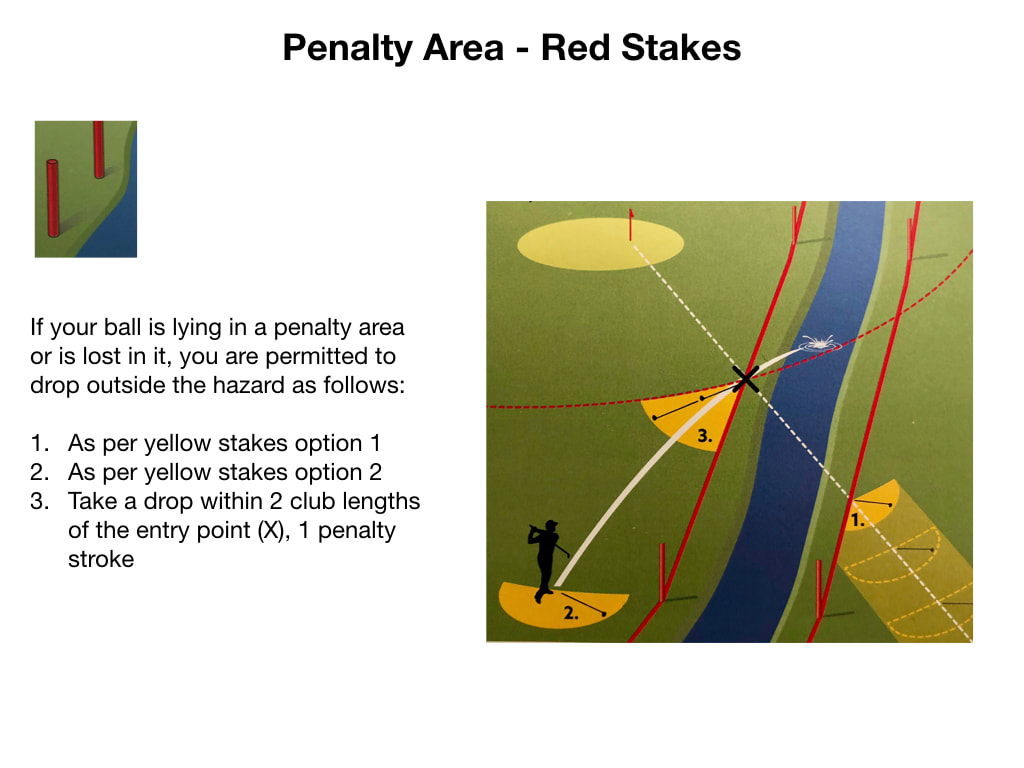 Penalty Area - Red Stakes
If your ball is lying in a penalty area
or is lost in it, you are permitted to
drop outside the hazard as follows:
1. As per yellow stakes option 1
2. As per yellow stakes option 2
3. Take a drop within 2 club lengths
of the entry point (X), 1 penalty
stroke
3.
1.
2.